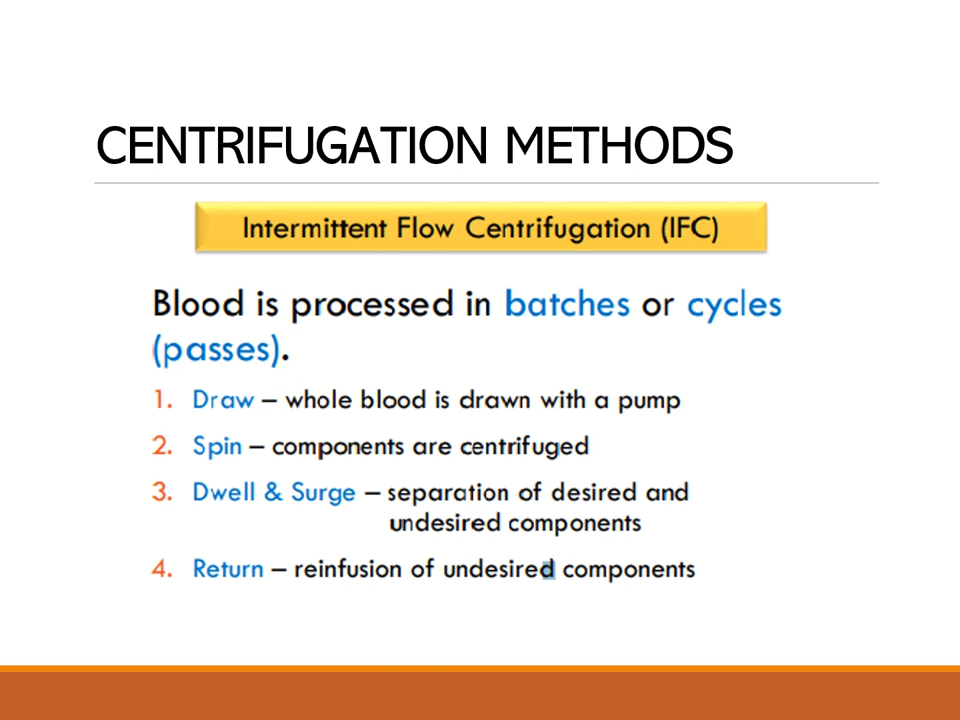 CENTRIFUGATION METHODS
Intermittent Flow Centrifugation (IFC)
Blood is processed in batches or cycles
(passes).
1. Draw – whole blood is drawn with a pump
2. Spin – components are centrifuged
3. Dwell & Surge – separation of desired and
undesired components
4. Return – reinfusion of undesired components